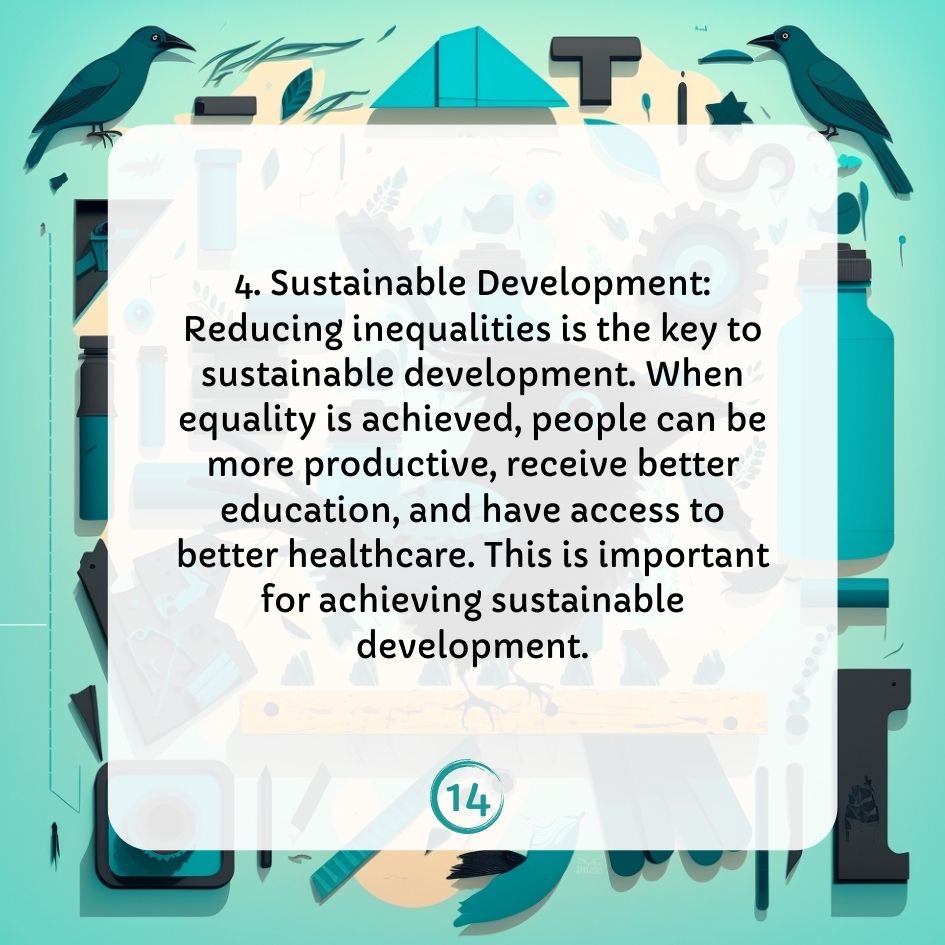 4. Sustainable Development:
Reducing inequalities is the key to
sustainable development. When
equality is achieved, people can be
more productive, receive better
education, and have access to
better healthcare. This is important
for achieving sustainable
development.
14